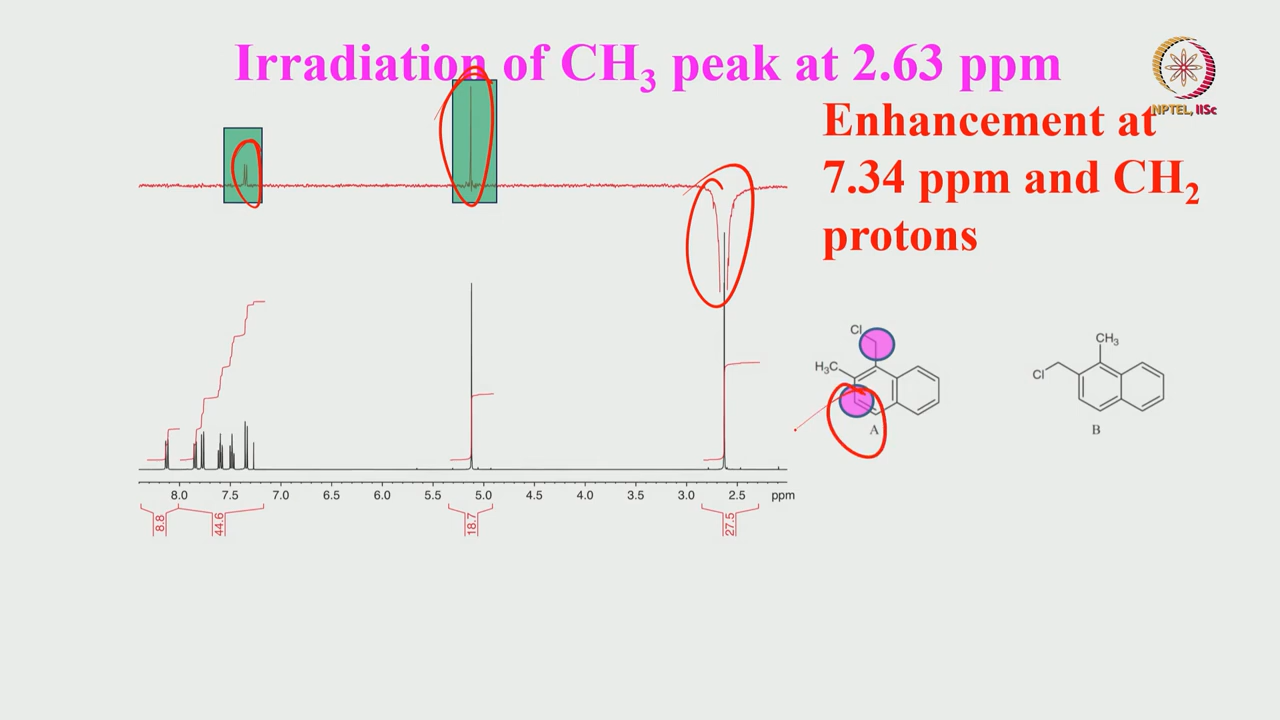 Irradiation of CH₃ peak at 2.63 ppm
NPTEL, IISc
Enhancement at
7.34 ppm and CH₂
protons
Cl
H₃C
A
CH₃
Cl
B
8.0 7.5 7.0 6.5 6.0 5.5 5.0 4.5 4.0 3.5 3.0 2.5 ppm
8.8 44.6 18.7 27.5